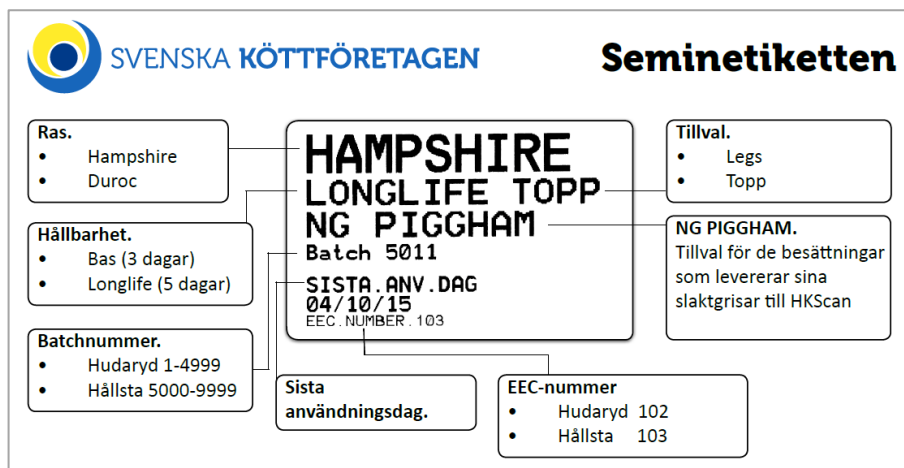 SVENSKA KÖTTFÖRETAGEN
Seminetiketten
Ras.
• Hampshire
• Duroc
Hållbarhet.
• Bas (3 dagar)
• Longlife (5 dagar)
Batchnummer.
• Hudaryd 1-4999
• Hållsta 5000-9999
HAMPSHIRE
LONGLIFE TOPP
NG PIGGHAM
Batch 5011
SISTA.ANV.DAG
04/10/15
EEC.NUMBER.103
Sista
användningsdag.
Tillval.
• Legs
• Topp
NG PIGGHAM.
Tillval för de besättningar
som levererar sina
slaktgrisar till HKScan
EEC-nummer
• Hudaryd 102
• Hållsta 103